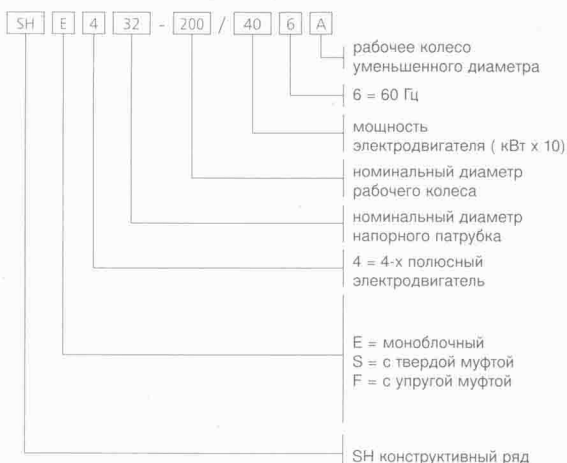 SH E 4 32 - 200 / 40 6 A
рабочее колесо
уменьшенного диаметра
6 = 60 Гц
мощность
электродвигателя ( кВт x 10)
номинальный диаметр
рабочего колеса
номинальный диаметр
напорного патрубка
4 = 4-х полюсный
электродвигатель
E = моноблочный
S = с твердой муфтой
F = с упругой муфтой
SH конструктивный ряд